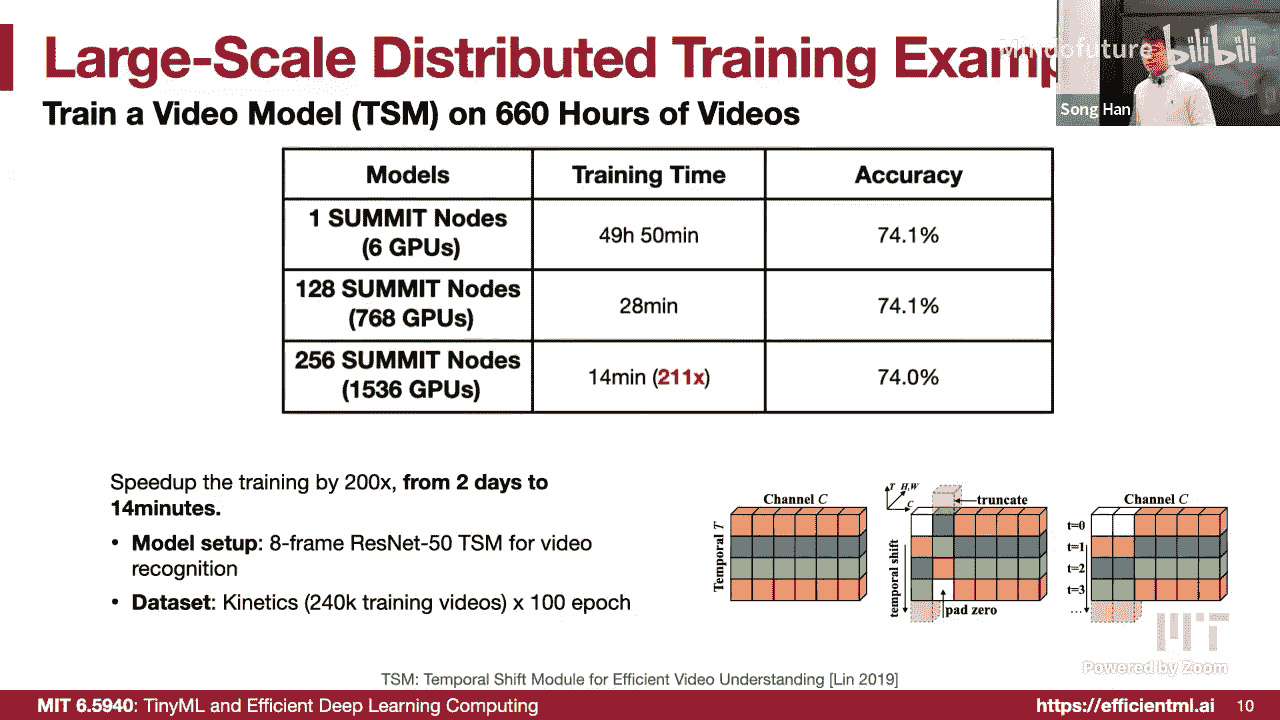 Large-Scale Distributed Training Examp
Mindofuture bilibili
Song Han
Train a Video Model (TSM) on 660 Hours of Videos
Models Training Time Accuracy
1 SUMMIT Nodes
(6 GPUs)
49h 50min 74.1%
128 SUMMIT Nodes
(768 GPUs)
28min 74.1%
256 SUMMIT Nodes
(1536 GPUs)
14min (211x) 74.0%
Speedup the training by 200x, from 2 days to
14minutes.
• Model setup: 8-frame ResNet-50 TSM for video
recognition
• Dataset: Kinetics (240k training videos) x 100 epoch
Channel C
Temporal T
T H,W
C
truncate
temporal shift
pad zero
Channel C
t=0
t=1
t=2
t=3
...
MIT
Powered by Zoom
TSM: Temporal Shift Module for Efficient Video Understanding [Lin 2019]
MIT 6.5940: TinyML and Efficient Deep Learning Computing
https://efficientml.ai 10